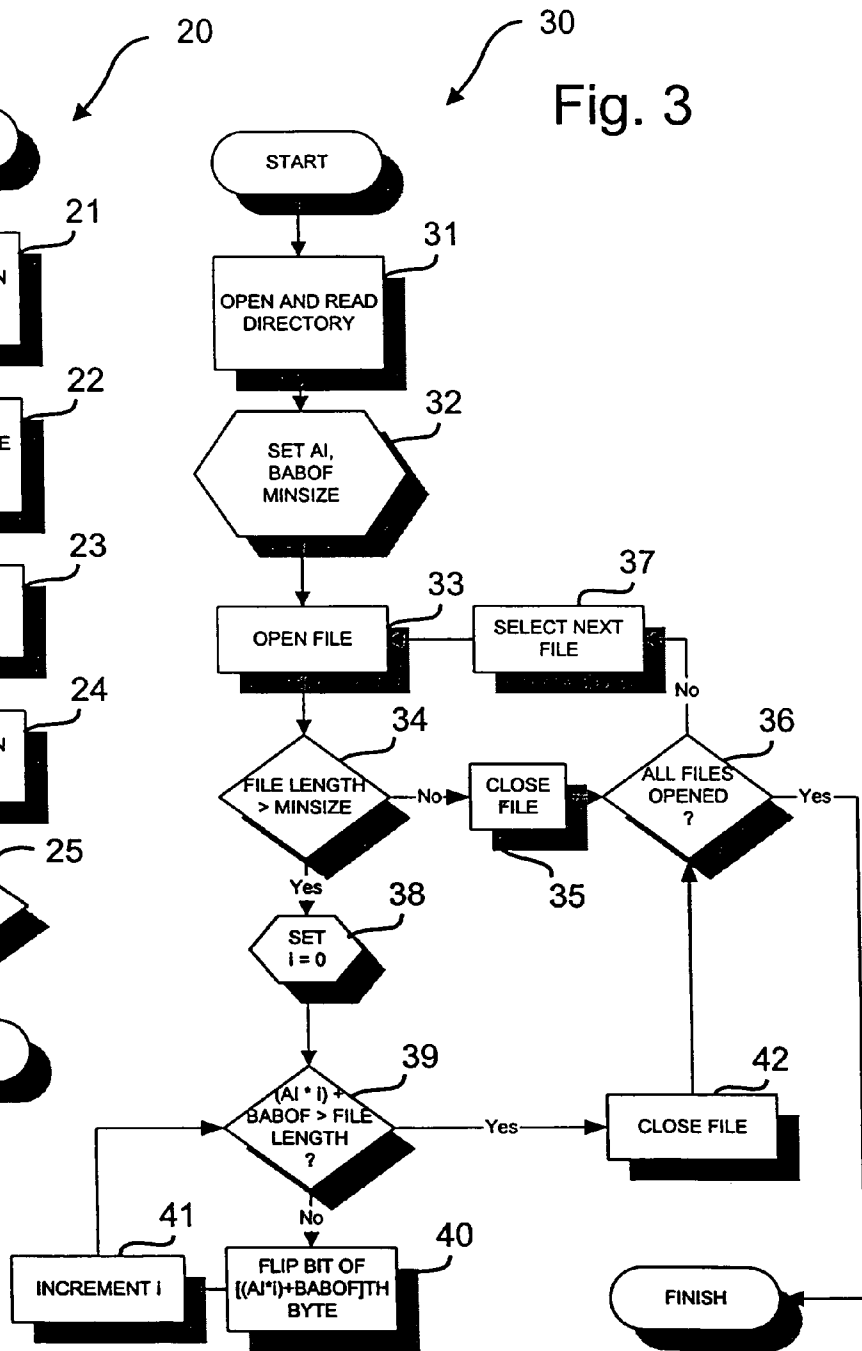 20
30
Fig. 3
START
21
N
31
OPEN AND READ
DIRECTORY
22
E
32
SET AI,
BABOF
MINSIZE
23
33
OPEN FILE
37
SELECT NEXT
FILE
No
24
N
34
FILE LENGTH
> MINSIZE
No
CLOSE
FILE
35
36
ALL FILES
OPENED
?
Yes
25
Yes
38
SET
i = 0
39
(AI * i) +
BABOF > FILE
LENGTH
?
Yes
42
CLOSE FILE
No
41
INCREMENT i
40
FLIP BIT OF
[(AI*i)+BABOF]TH
BYTE
FINISH